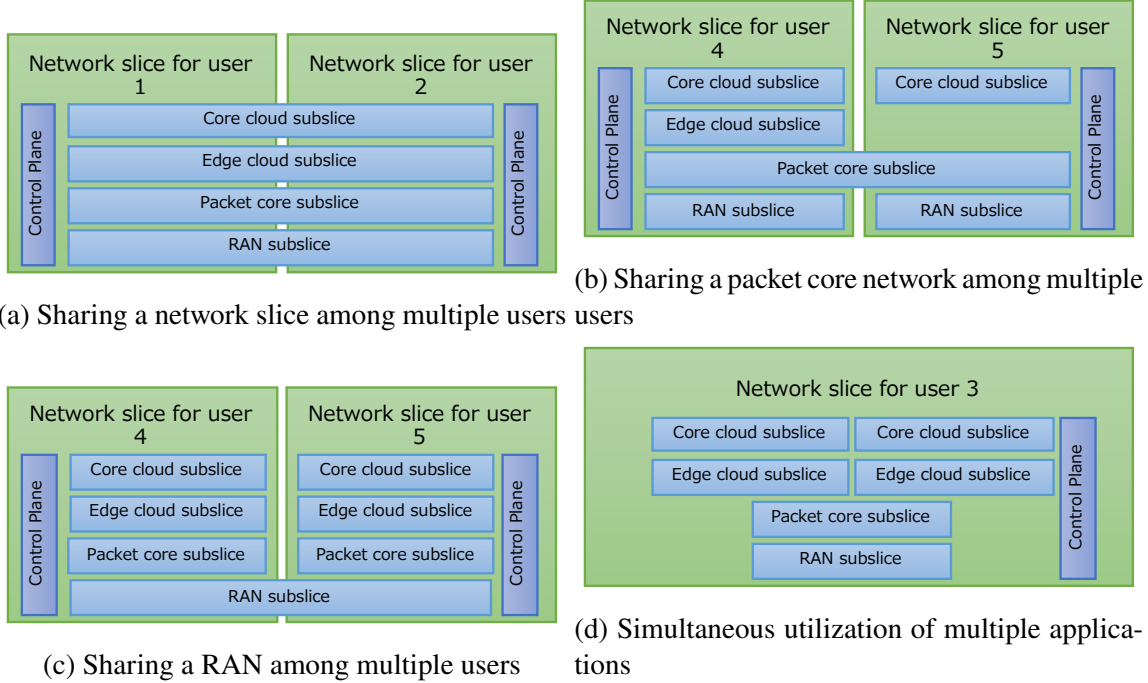 Network slice for user
1
Network slice for user
2
Control Plane
Core cloud subslice
Edge cloud subslice
Packet core subslice
RAN subslice
Control Plane
(a) Sharing a network slice among multiple users
Network slice for user
4
Network slice for user
5
Control Plane
Core cloud subslice
Core cloud subslice
Edge cloud subslice
Packet core subslice
RAN subslice
RAN subslice
Control Plane
(b) Sharing a packet core network among multiple
users
Network slice for user
4
Network slice for user
5
Control Plane
Core cloud subslice
Core cloud subslice
Edge cloud subslice
Edge cloud subslice
Packet core subslice
Packet core subslice
RAN subslice
Control Plane
(c) Sharing a RAN among multiple users
Network slice for user 3
Core cloud subslice
Core cloud subslice
Edge cloud subslice
Edge cloud subslice
Packet core subslice
RAN subslice
Control Plane
(d) Simultaneous utilization of multiple applica-
tions